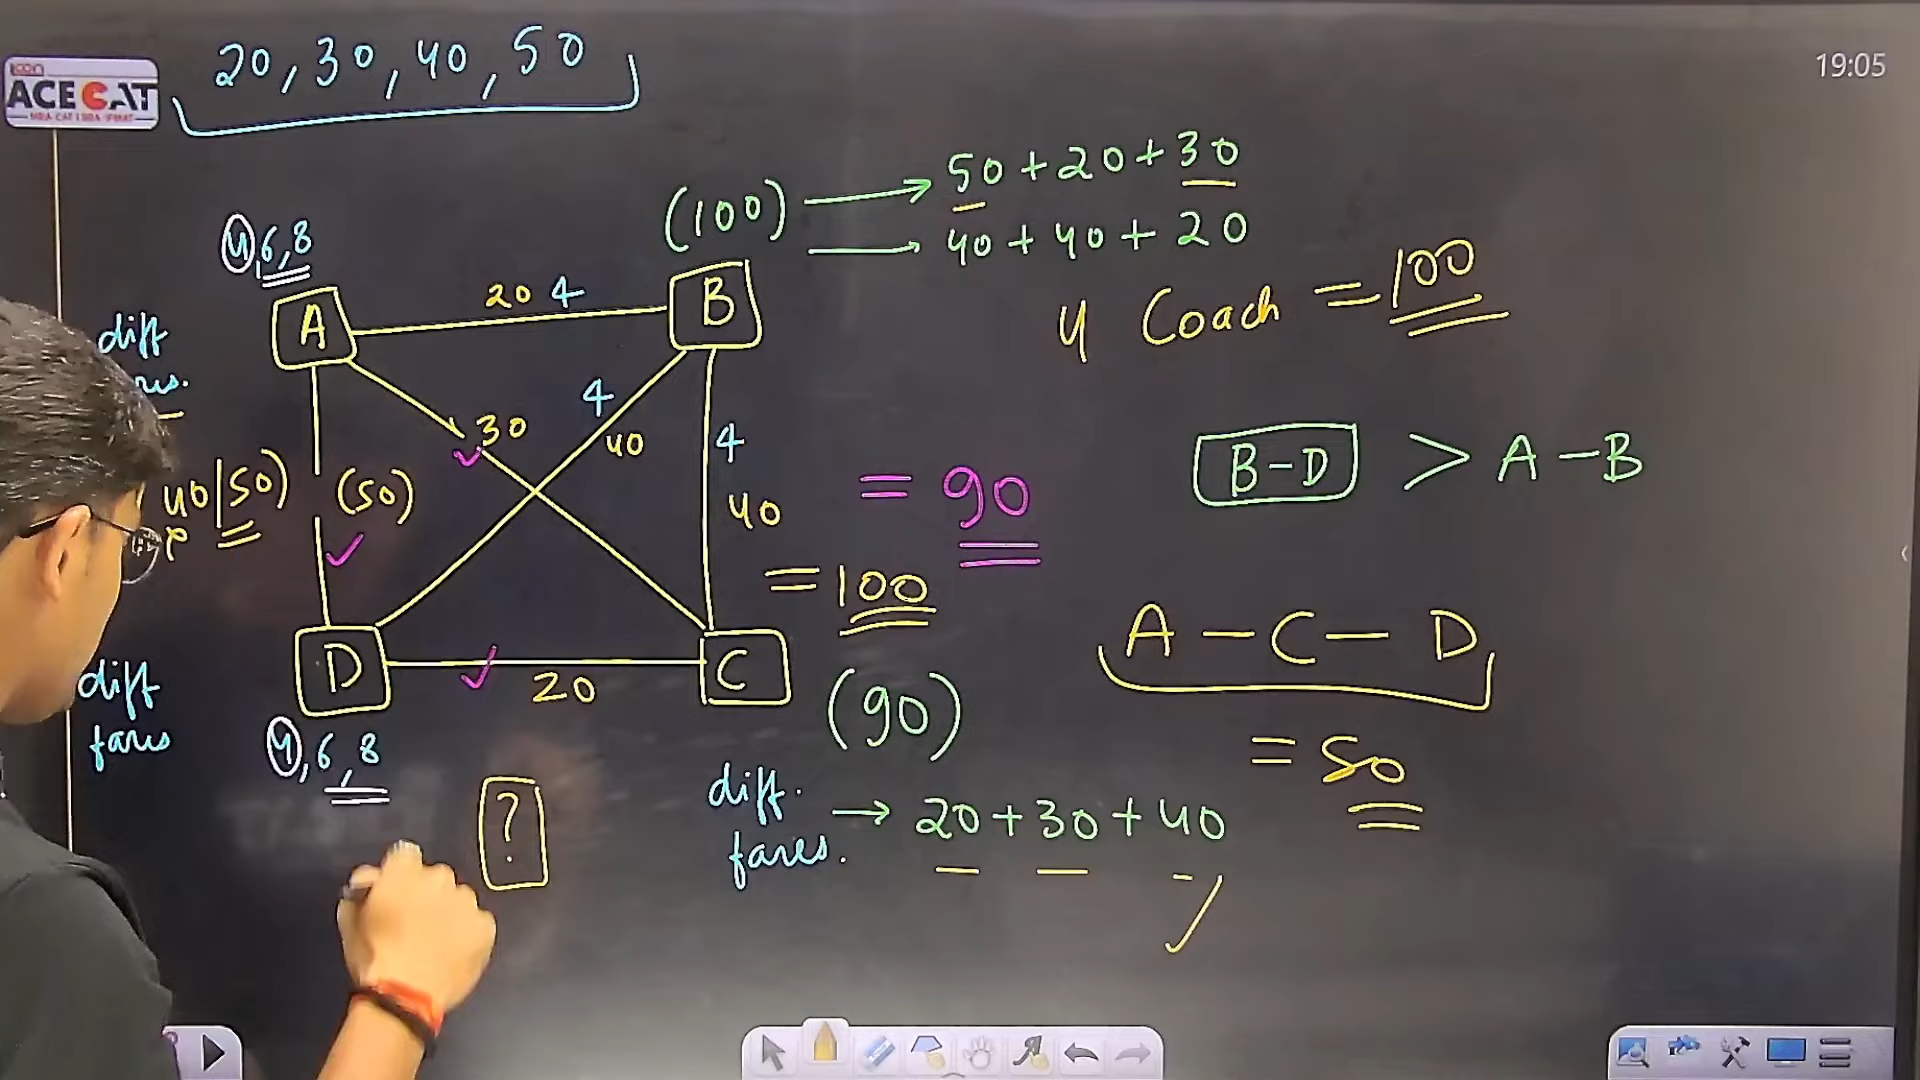 20, 30, 40, 50
19:05
icon
ACE CAT
50 + 20 + 30
(100)
40 + 40 + 20
4, 6, 8
A
20 4
B
4 Coach = 100
diff
4
30
40
4
B-D > A-B
40|50)
(50)
40
= 90
= 100
A - C - D
D
20
C
(90)
= 50
diff
fares
4, 6, 8
?
diff.
fares.
20 + 30 + 40